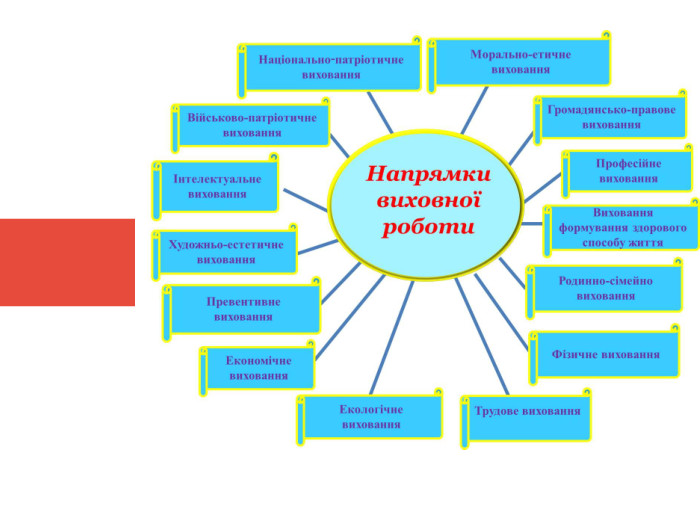 Національно-патріотичне
виховання
Морально-етичне
виховання
Військово-патріотичне
виховання
Громадянсько-правове
виховання
Інтелектуальне
виховання
Напрямки
виховної
роботи
Професійне
виховання
Виховання
формування здорового
способу життя
Художньо-естетичне
виховання
Родинно-сімейно
виховання
Превентивне
виховання
Економічне
виховання
Фізичне виховання
Екологічне
виховання
Трудове виховання